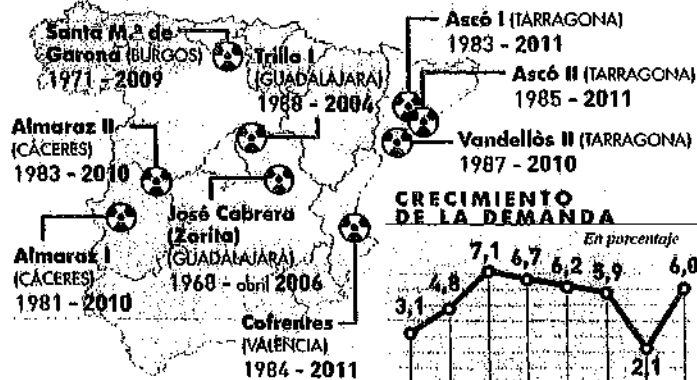 Santa M.ª de
Garona (BURGOS)
1971 - 2009
Trillo I
(GUADALAJARA)
1988 - 2004
Ascó I (TARRAGONA)
1983 - 2011
Ascó II (TARRAGONA)
1985 - 2011
Vandellòs II (TARRAGONA)
1987 - 2010
Almaraz II
(CÁCERES)
1983 - 2010
Almaraz I
(CÁCERES)
1981 - 2010
José Cabrera
(Zorita)
(GUADALAJARA)
1968 - abril 2006
Cofrentes
(VALENCIA)
1984 - 2011
CRECIMIENTO
DE LA DEMANDA
En porcentaje
3,1
4,8
7,1
6,7
6,2
5,9
2,1
6,0